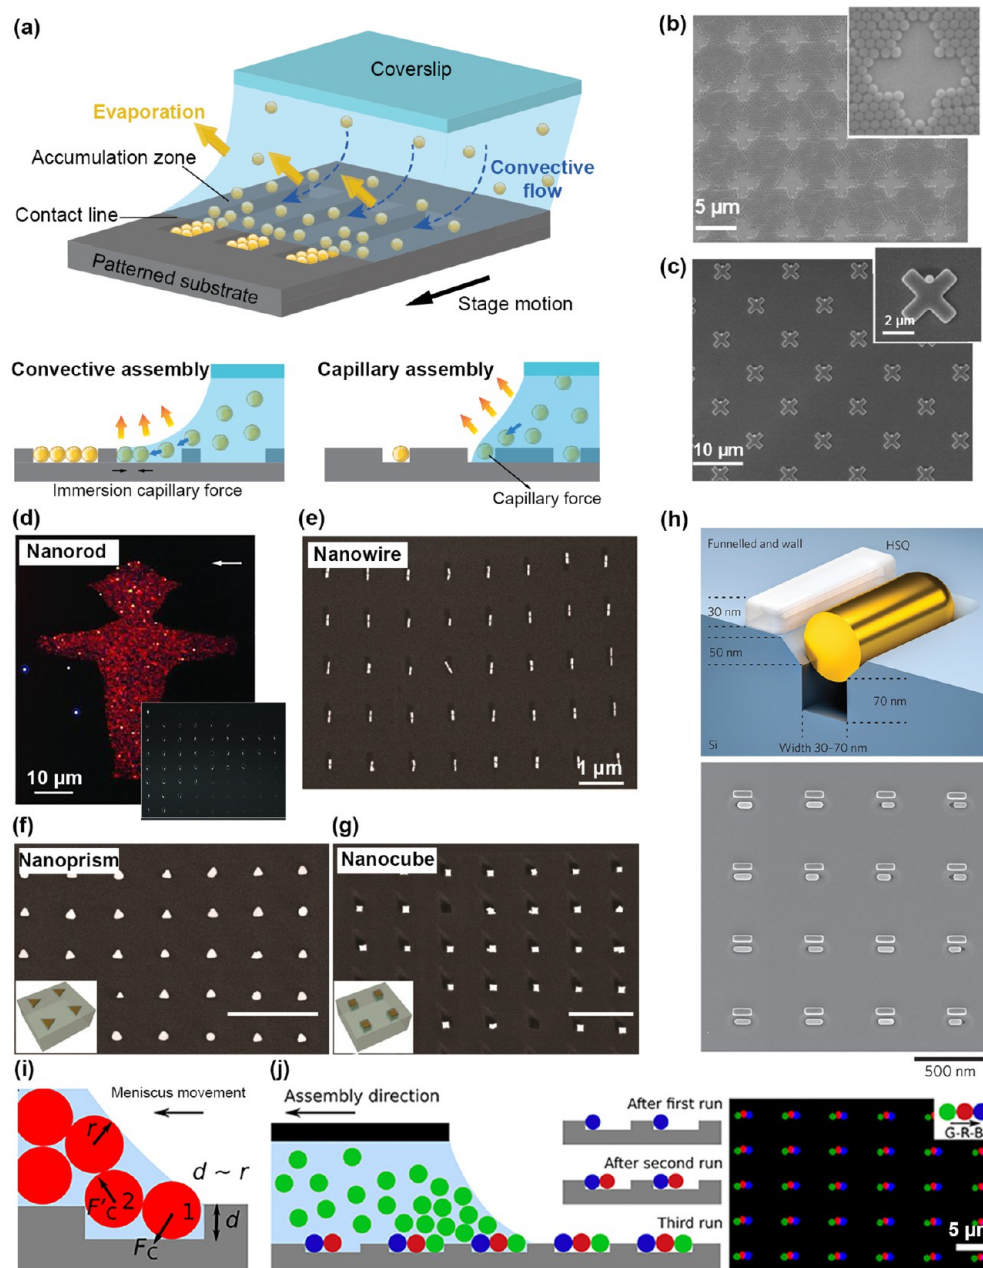 (a)
Coverslip
Evaporation
Accumulation zone
Convective
flow
Contact line
Patterned substrate
Stage motion
Convective assembly
Immersion capillary force
Capillary assembly
Capillary force
(b)
5 µm
(c)
2 µm
10 µm
(d)
Nanorod
10 µm
(e)
Nanowire
1 µm
(f)
Nanoprism
(g)
Nanocube
(h)
Funnelled and wall
HSQ
30 nm
50 nm
70 nm
Si
Width 30–70 nm
500 nm
(i)
Meniscus movement
r
d ~ r
F'C 2
1
d
FC
(j)
Assembly direction
After first run
After second run
Third run
G-R-B
5 µm